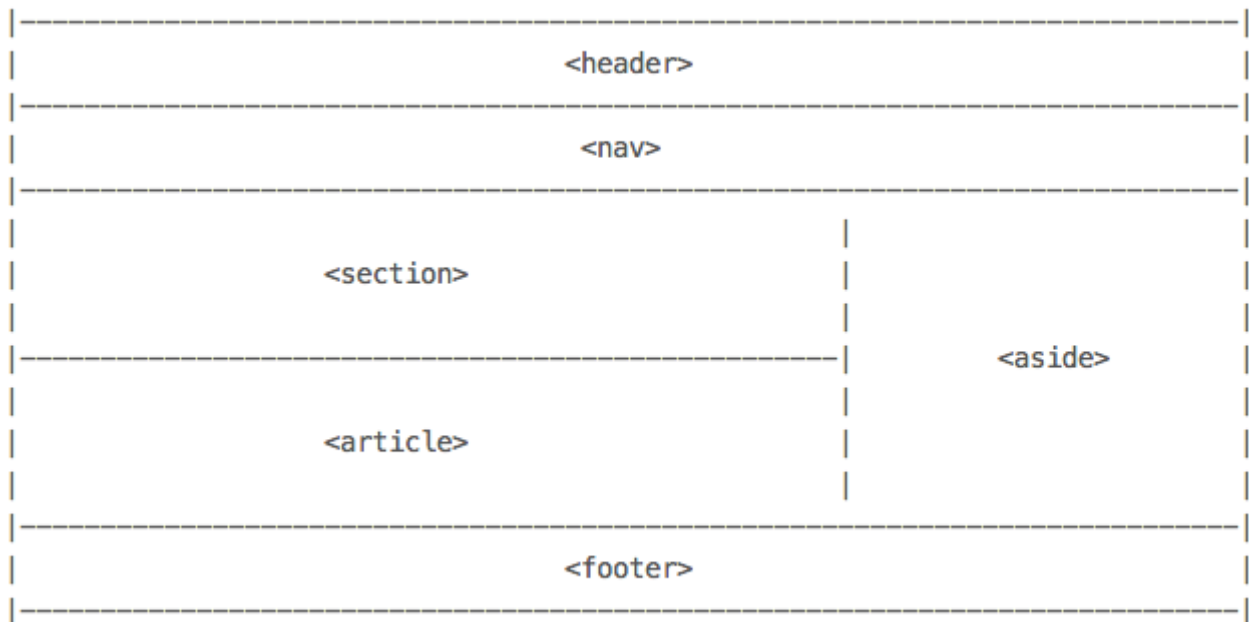 <header>
<nav>
<section>
<aside>
<article>
<footer>